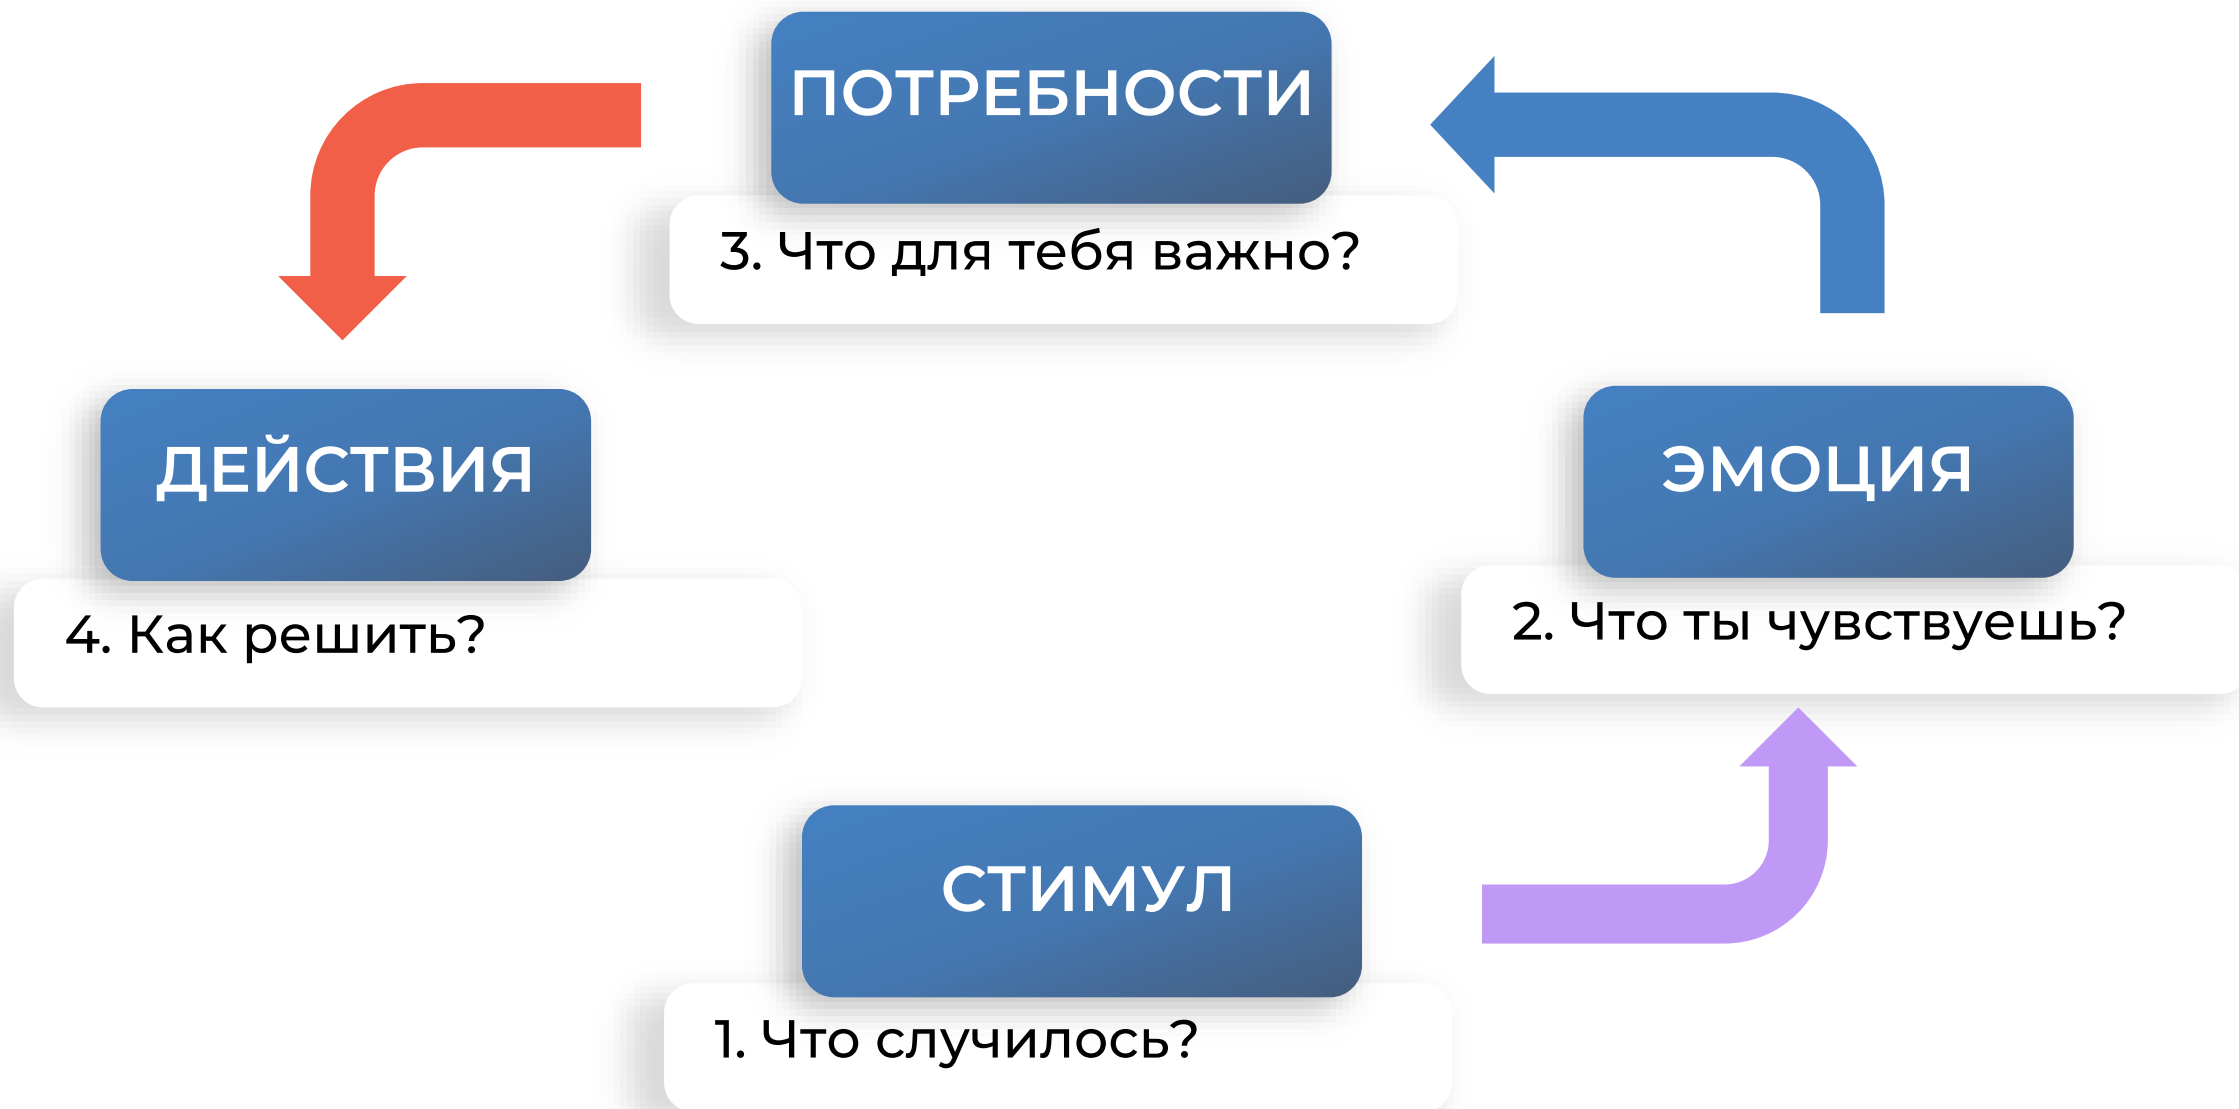 ПОТРЕБНОСТИ
3. Что для тебя важно?
ДЕЙСТВИЯ
4. Как решить?
ЭМОЦИЯ
2. Что ты чувствуешь?
СТИМУЛ
1. Что случилось?